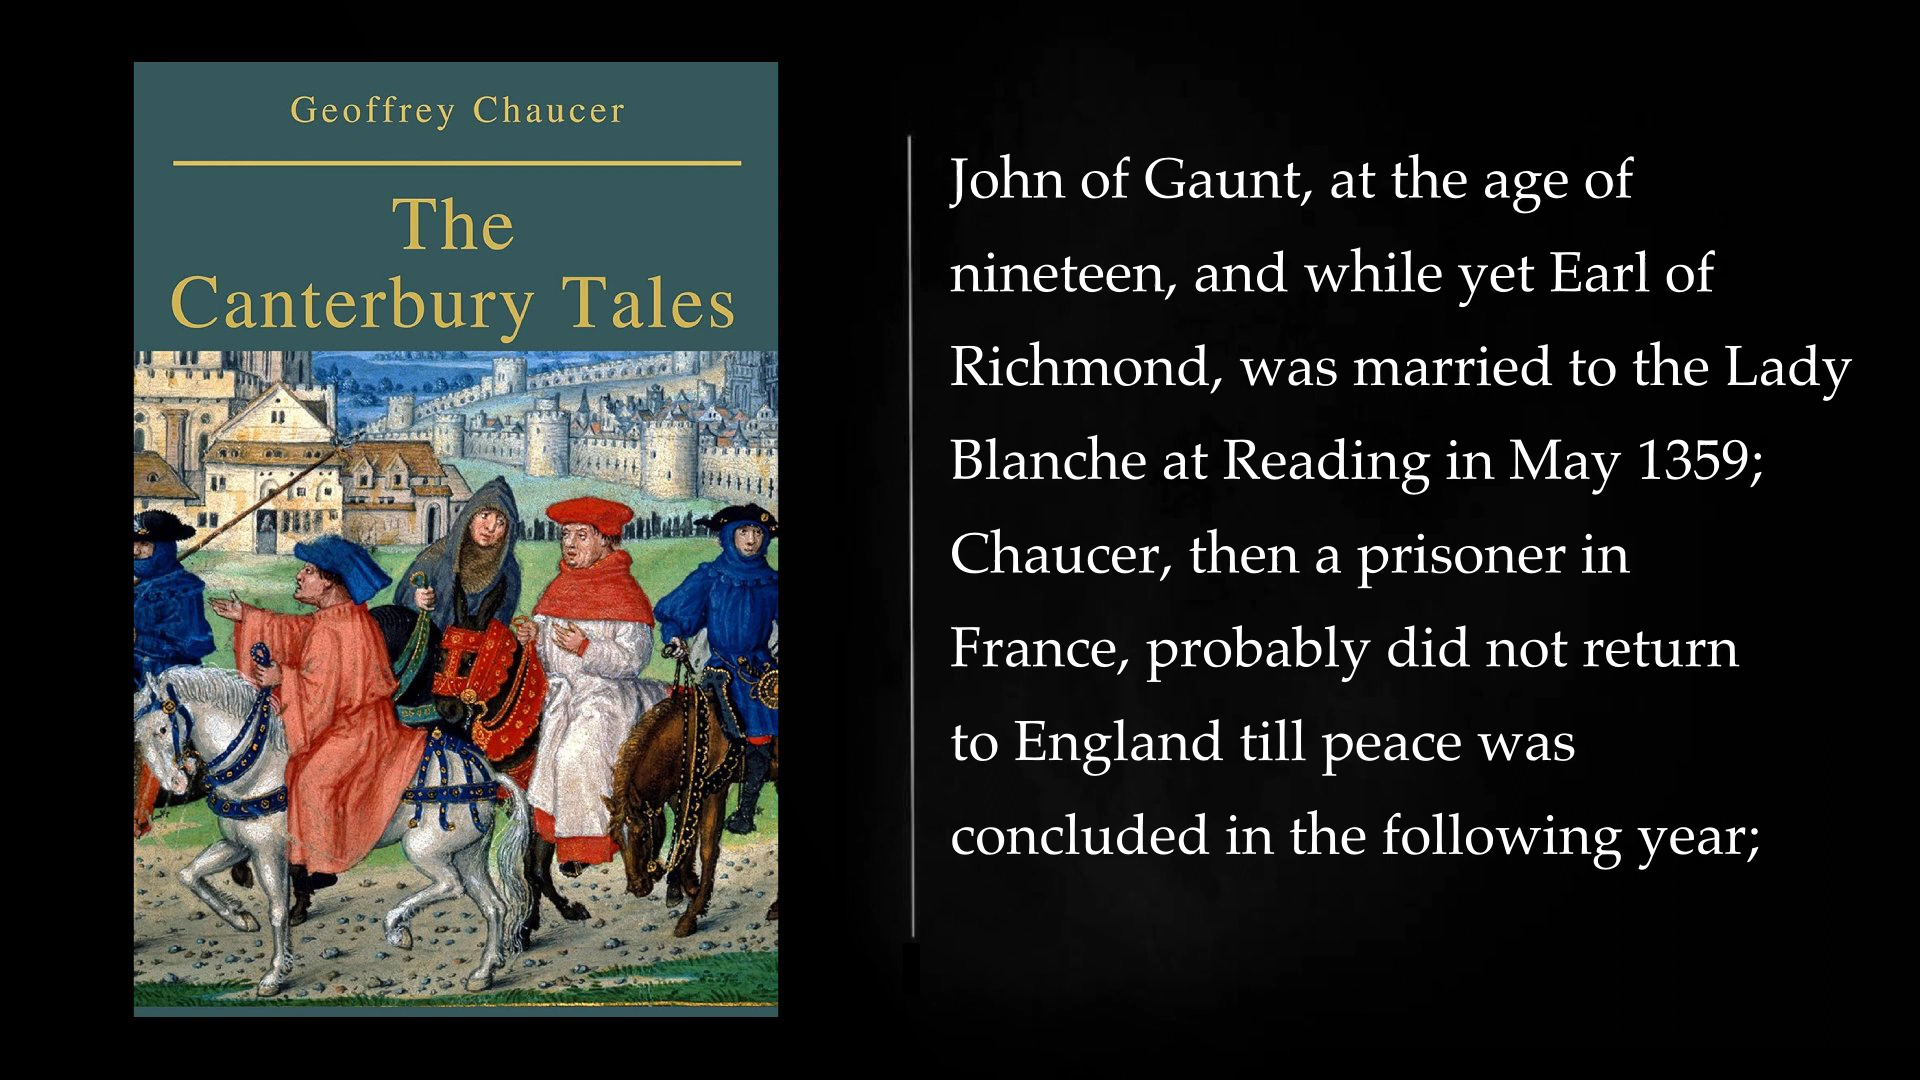 Geoffrey Chaucer
The
Canterbury Tales
John of Gaunt, at the age of
nineteen, and while yet Earl of
Richmond, was married to the Lady
Blanche at Reading in May 1359;
Chaucer, then a prisoner in
France, probably did not return
to England till peace was
concluded in the following year;